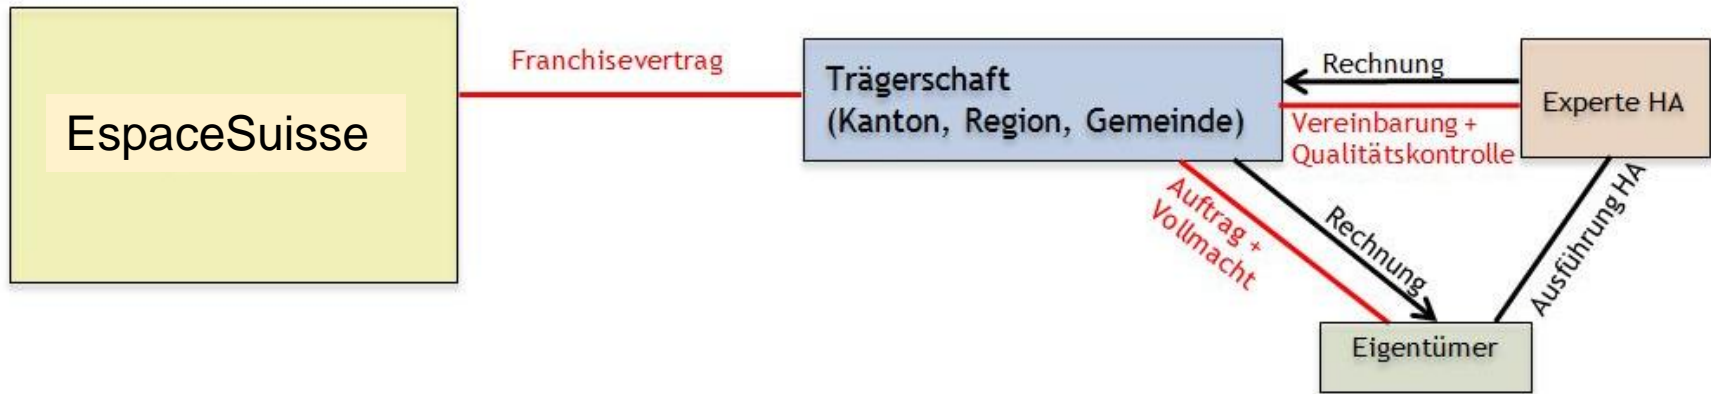 EspaceSuisse
Franchisevertrag
Trägerschaft
(Kanton, Region, Gemeinde)
Rechnung
Vereinbarung +
Qualitätskontrolle
Experte HA
Auftrag +
Vollmacht
Rechnung
Ausführung HA
Eigentümer